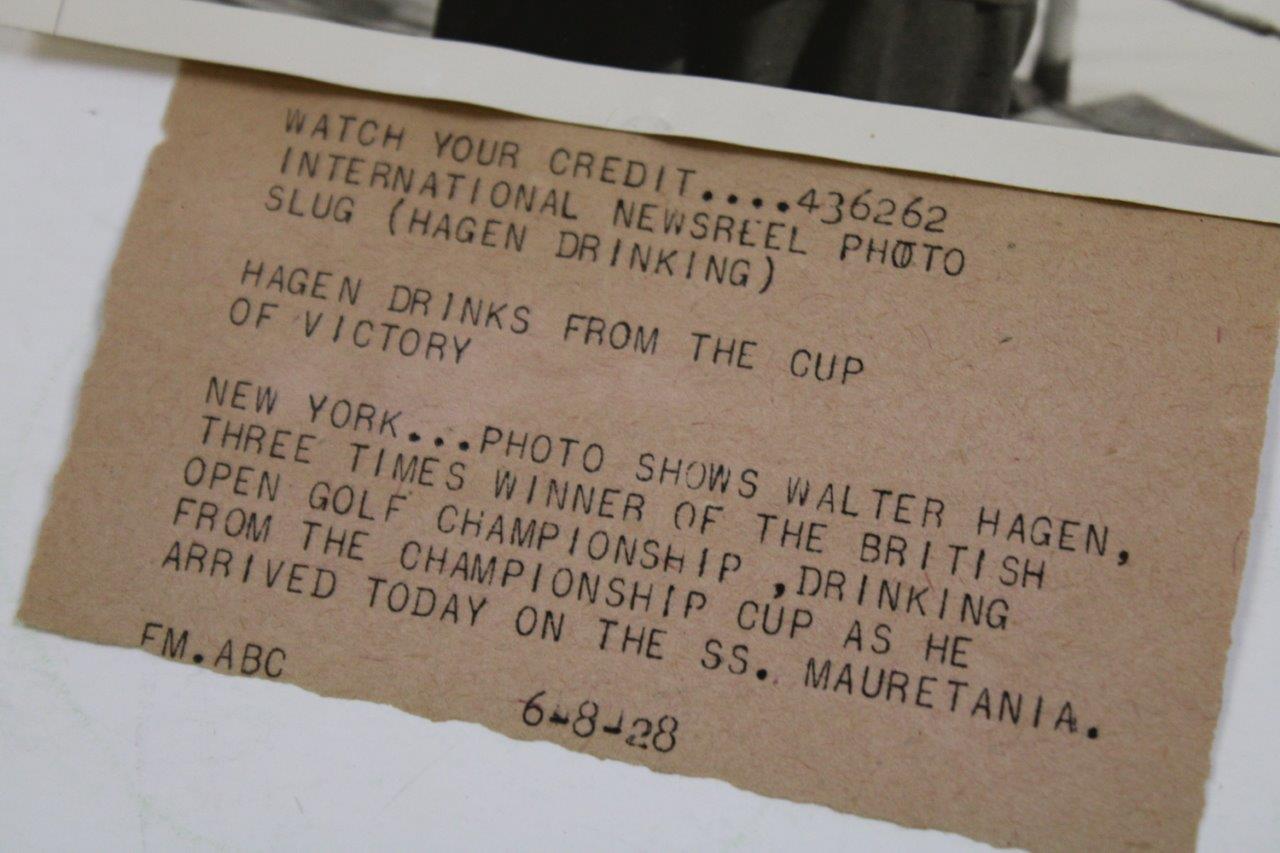 WATCH YOUR CREDIT....436262
INTERNATIONAL NEWSREEL PHOTO
SLUG (HAGEN DRINKING)
HAGEN DRINKS FROM THE CUP
OF VICTORY
NEW YORK...PHOTO SHOWS WALTER HAGEN,
THREE TIMES WINNER OF THE BRITISH
OPEN GOLF CHAMPIONSHIP ,DRINKING
FROM THE CHAMPIONSHIP CUP AS HE
ARRIVED TODAY ON THE SS. MAURETANIA.
FM.ABC
6-8-28